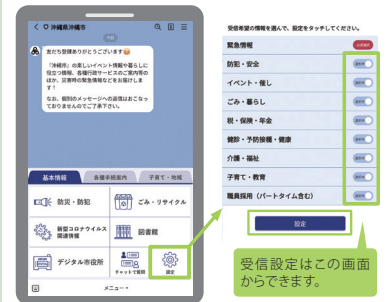 沖縄県沖縄市
今日
友だち登録ありがとうございます
『沖縄市』の楽しいイベント情報や暮らしに
役立つ情報、各種行政サービスのご案内等の
ほか、災害時の緊急情報などをお届けしま
す！
なお、個別のメッセージへの返信はおこなっ
ておりませんのでご了承下さい。
基本情報
各種手続案内
子育て・地域
防災・防犯
ごみ・リサイクル
新型コロナウイルス
関連情報
図書館
デジタル市役所
チャットで質問
設定
メニュー
受信希望の情報を選んで、設定をタッチしてください。
緊急情報
防犯・安全
イベント・催し
ごみ・暮らし
税・保険・年金
健診・予防接種・健康
介護・福祉
子育て・教育
職員採用（パートタイム含む）
設定
受信設定はこの画面
からできます。